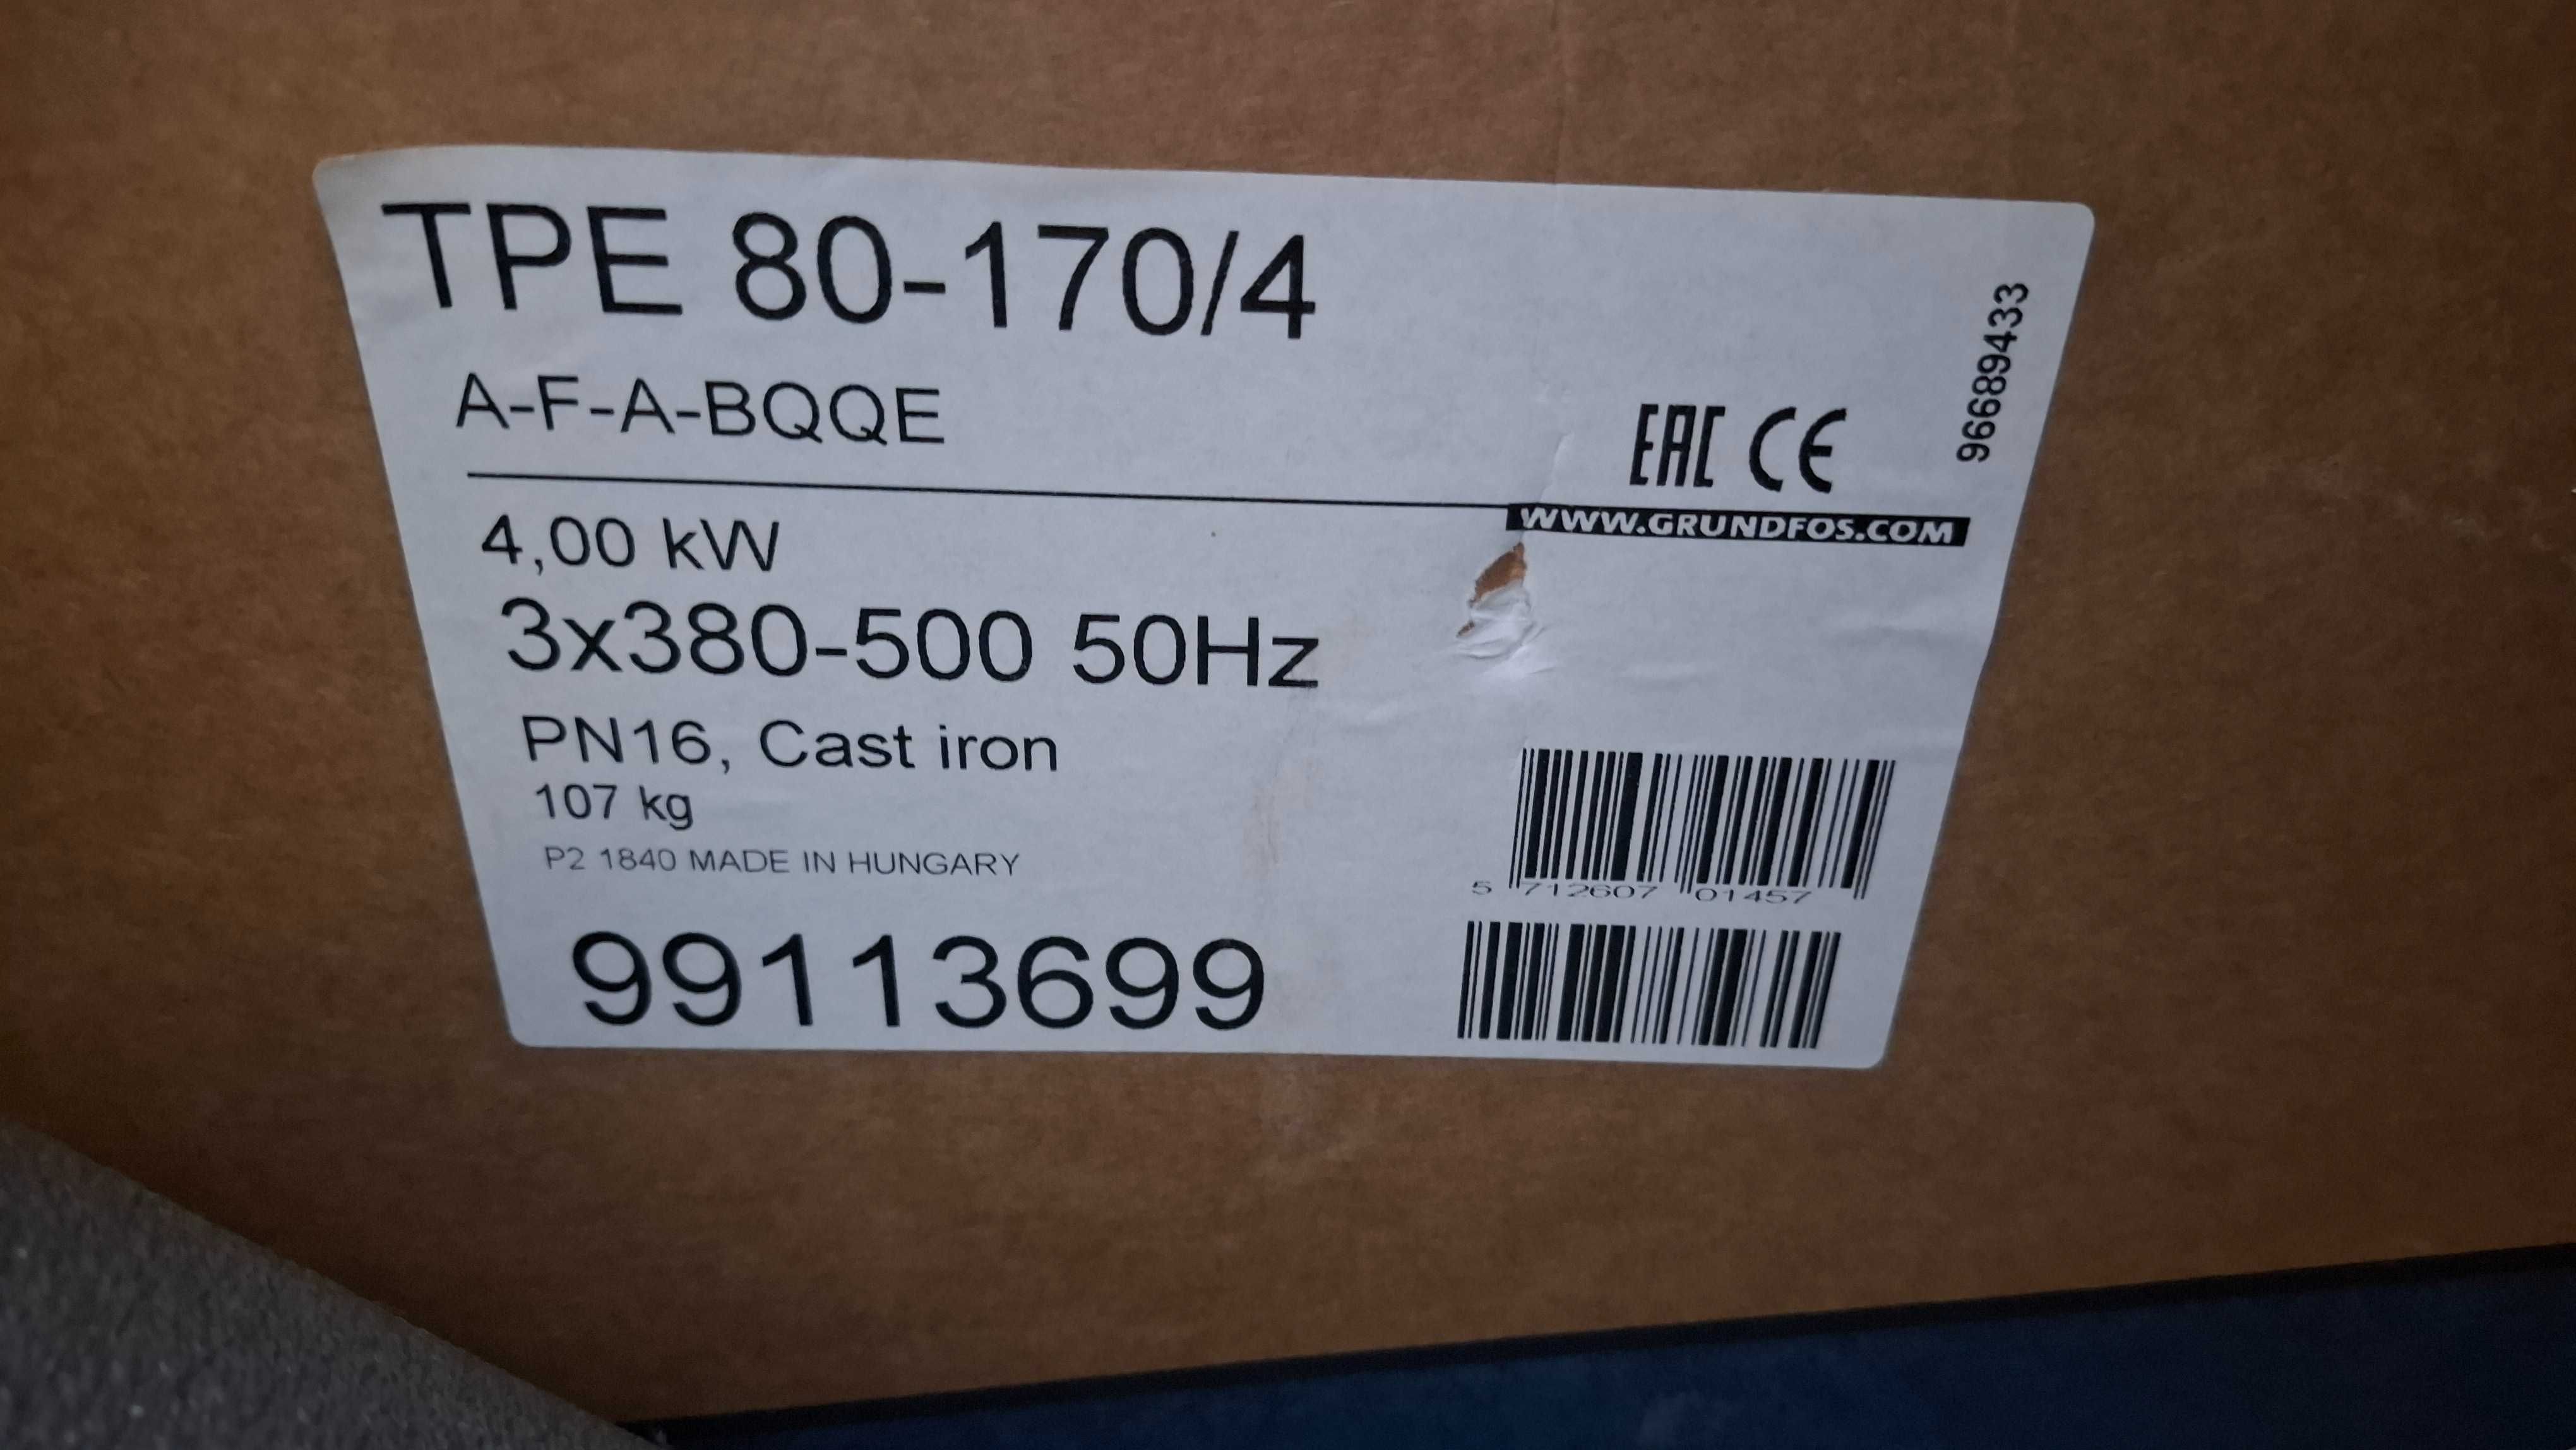 TPE 80-170/4
A-F-A-BQQE
EAC CE
96689433
WWW.GRUNDFOS.COM
4,00 kW
3x380-500 50Hz
PN16, Cast iron
107 kg
P2 1840 MADE IN HUNGARY
5 712607 01457
99113699